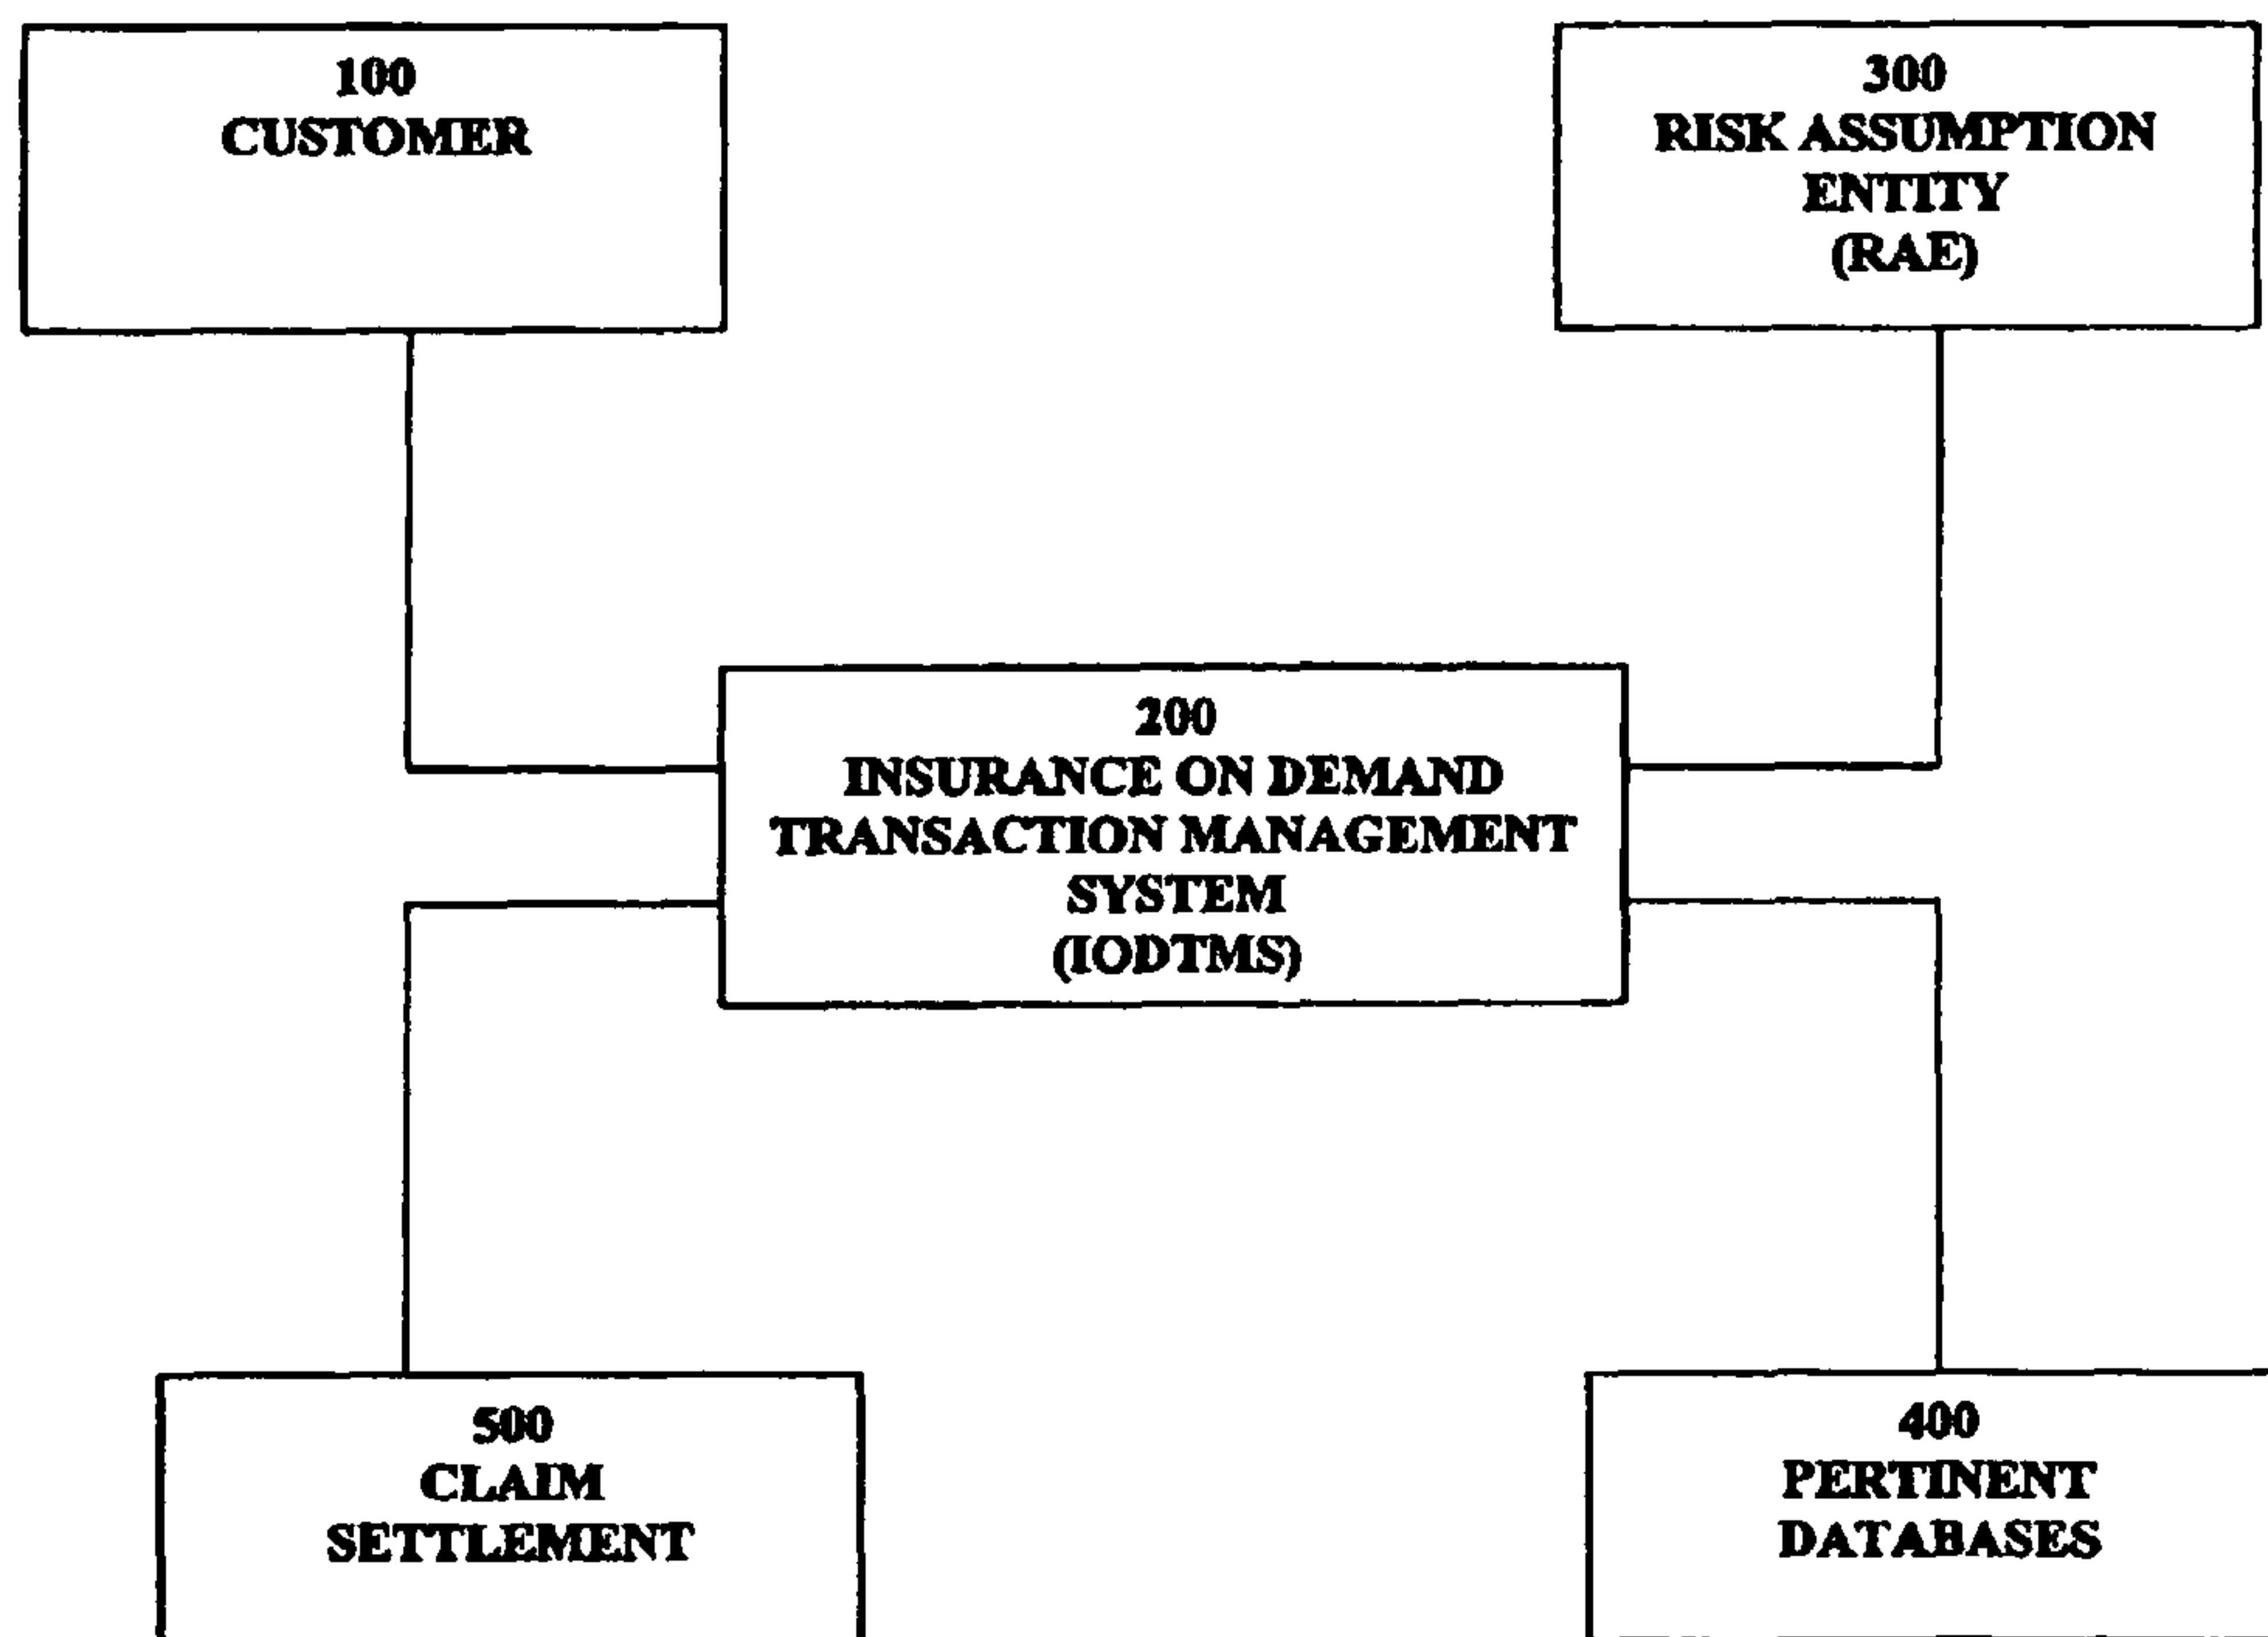 100
CUSTOMER
300
RISK ASSUMPTION
ENTITY
(RAE)
200
INSURANCE ON DEMAND
TRANSACTION MANAGEMENT
SYSTEM
(IODTMS)
500
CLAIM
SETTLEMENT
400
PERTINENT
DATABASES